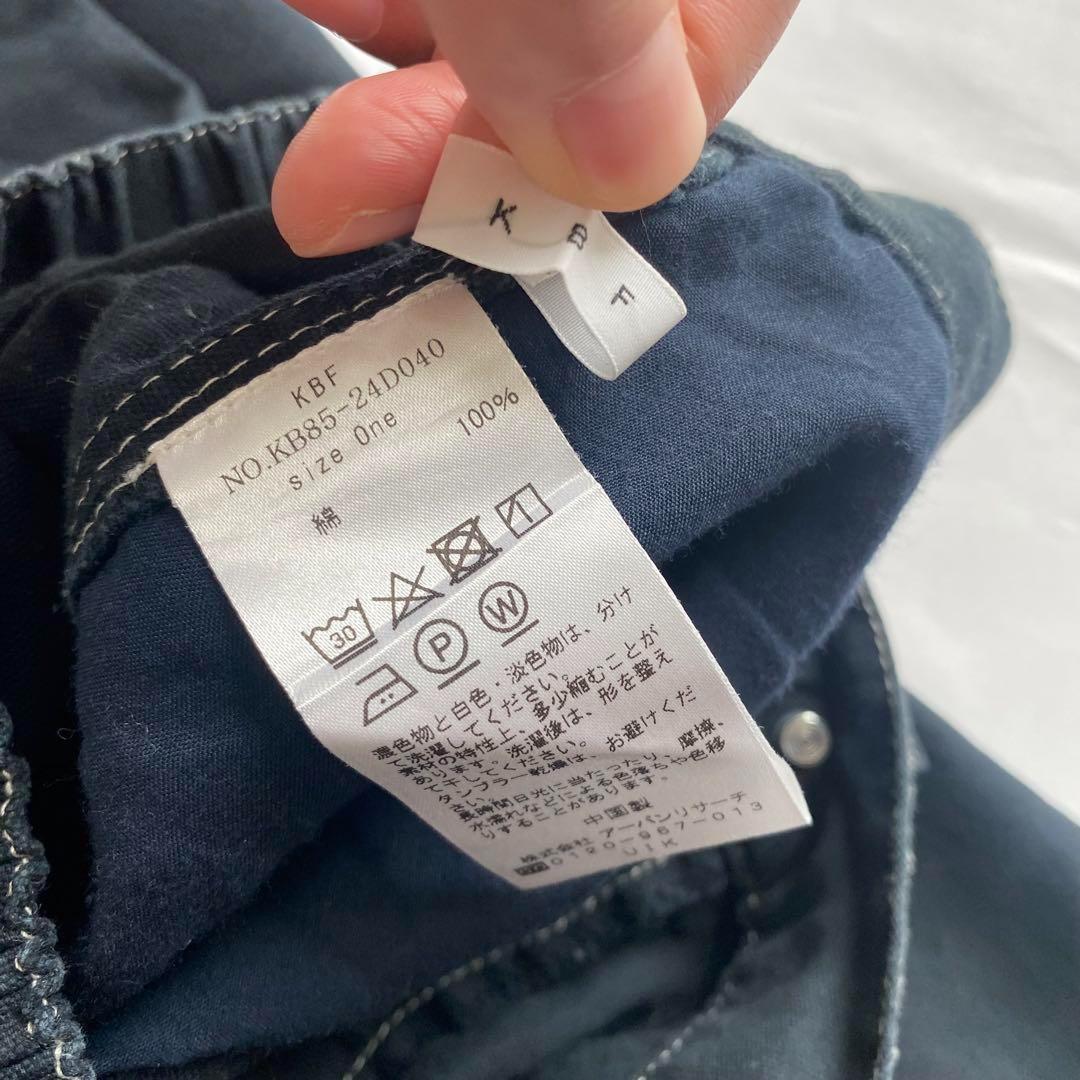 K B F
KBF
NO.KB85-24D040
size One
綿 100%
30
P W
濃色物と白色・淡色物は、分け
て洗濯してください。
素材の特性上、多少縮むことが
あります。洗濯後は、形を整え
てください。
タンブラー乾燥は、お避けくだ
さい。
長時間日光に当たったり、摩擦、
水濡れなどによる色落ちや色移
りすることがあります。
中国製
株式会社 アーバンリサーチ
0120-967-013
UIK